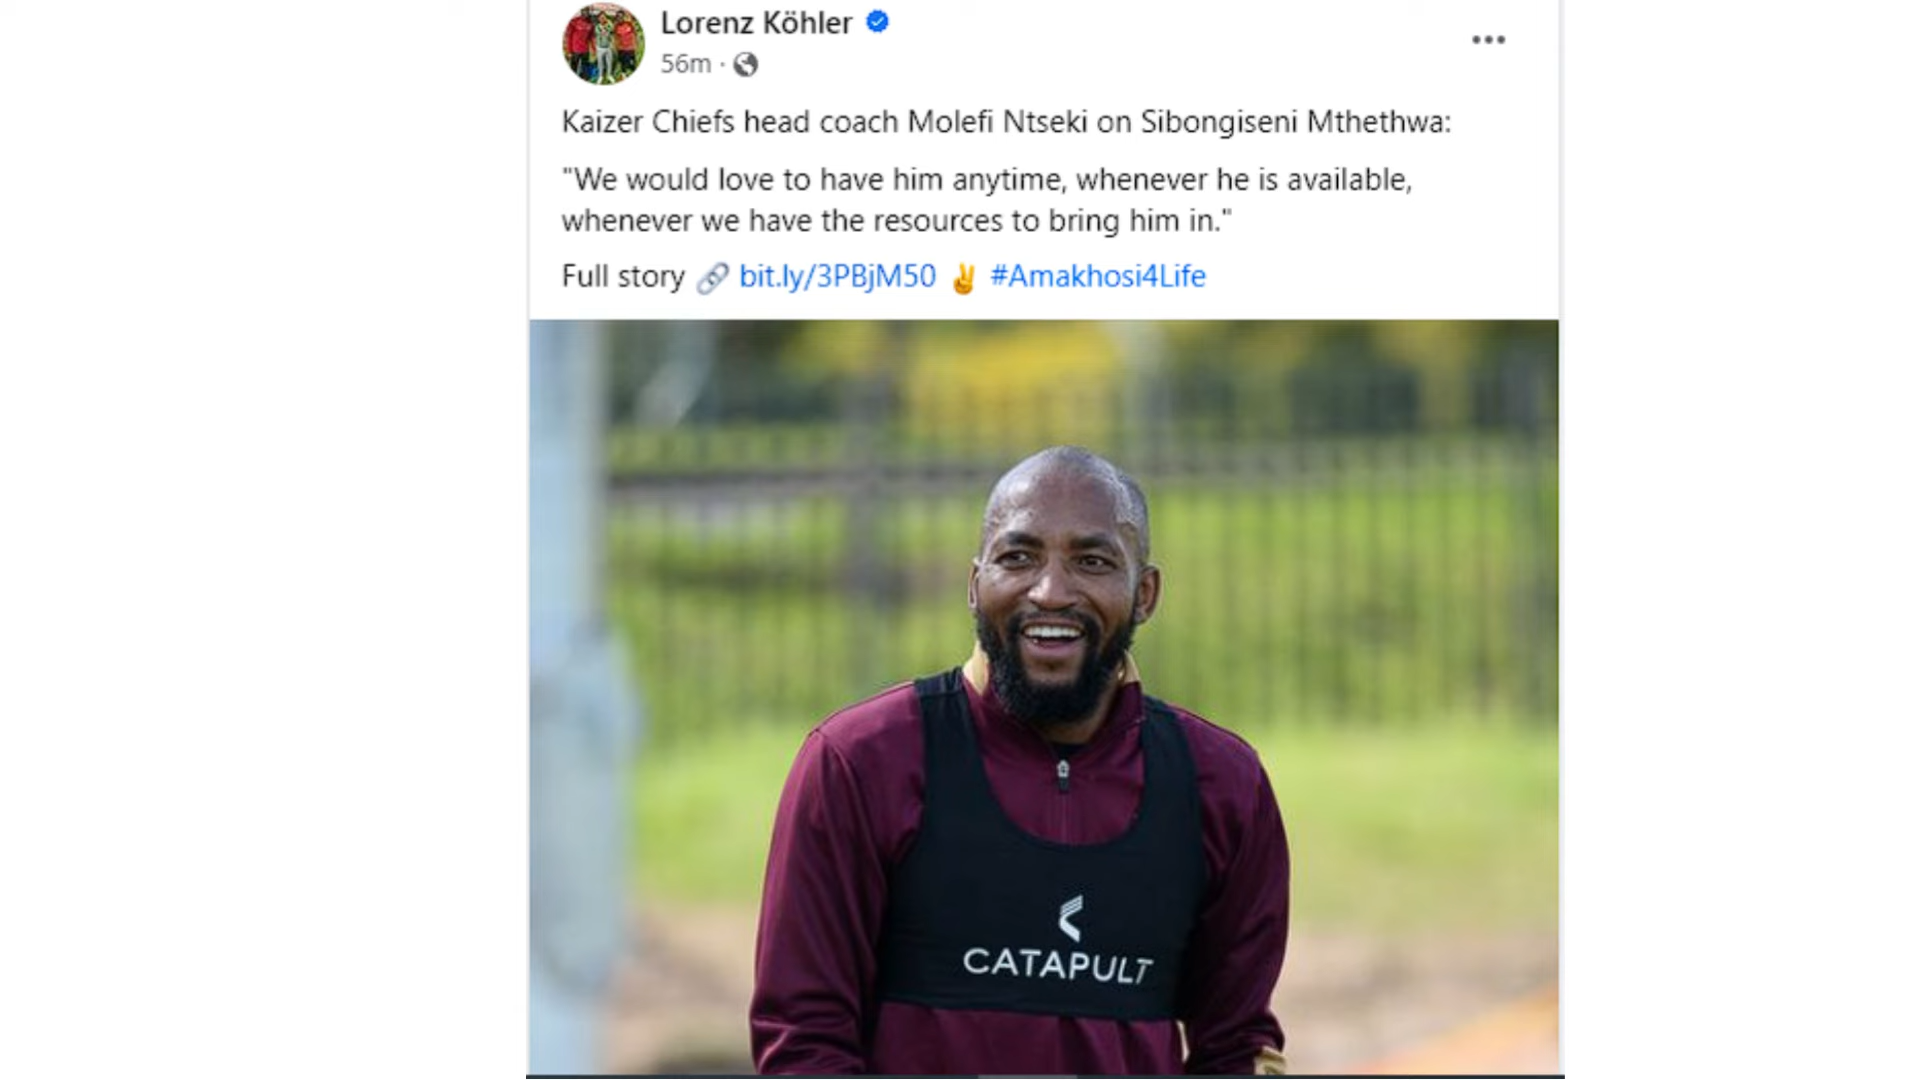 Lorenz Köhler
56m ·
Kaizer Chiefs head coach Molefi Ntseki on Sibongiseni Mthethwa:
"We would love to have him anytime, whenever he is available,
whenever we have the resources to bring him in."
Full story 🔗 bit.ly/3PBjM50 ✌ #Amakhosi4Life
CATAPULT